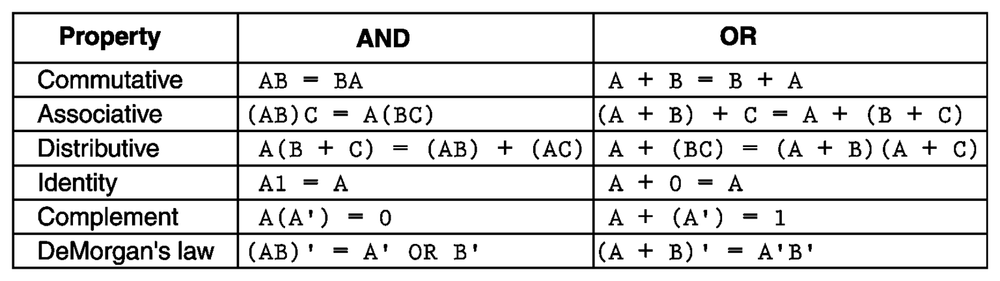 Property AND OR
Commutative AB = BA A + B = B + A
Associative (AB)C = A(BC) (A + B) + C = A + (B + C)
Distributive A(B + C) = (AB) + (AC) A + (BC) = (A + B)(A + C)
Identity A1 = A A + 0 = A
Complement A(A') = 0 A + (A') = 1
DeMorgan's law (AB)' = A' OR B' (A + B)' = A'B'